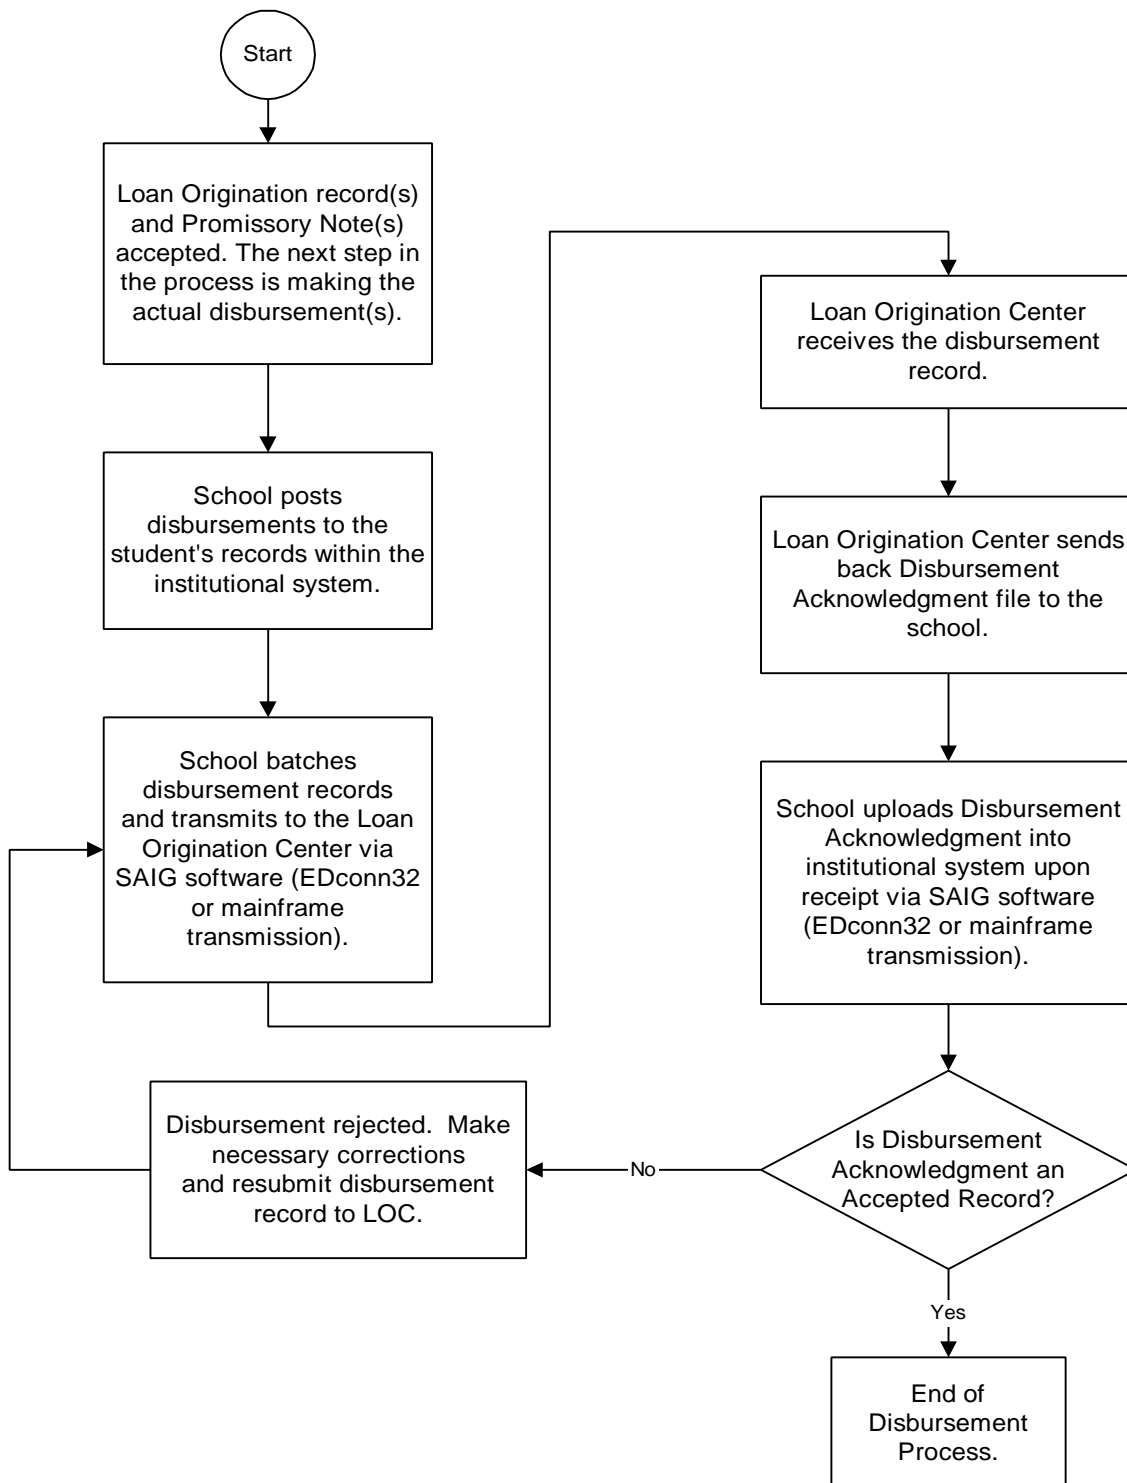 Start
Loan Origination record(s)
and Promissory Note(s)
accepted. The next step in
the process is making the
actual disbursement(s).
School posts
disbursements to the
student's records within the
institutional system.
School batches
disbursement records
and transmits to the Loan
Origination Center via
SAIG software (EDconn32
or mainframe
transmission).
Loan Origination Center
receives the disbursement
record.
Loan Origination Center sends
back Disbursement
Acknowledgment file to the
school.
School uploads Disbursement
Acknowledgment into
institutional system upon
receipt via SAIG software
(EDconn32 or mainframe
transmission).
Is Disbursement
Acknowledgment an
Accepted Record?
No
Disbursement rejected.  Make
necessary corrections
and resubmit disbursement
record to LOC.
Yes
End of
Disbursement
Process.